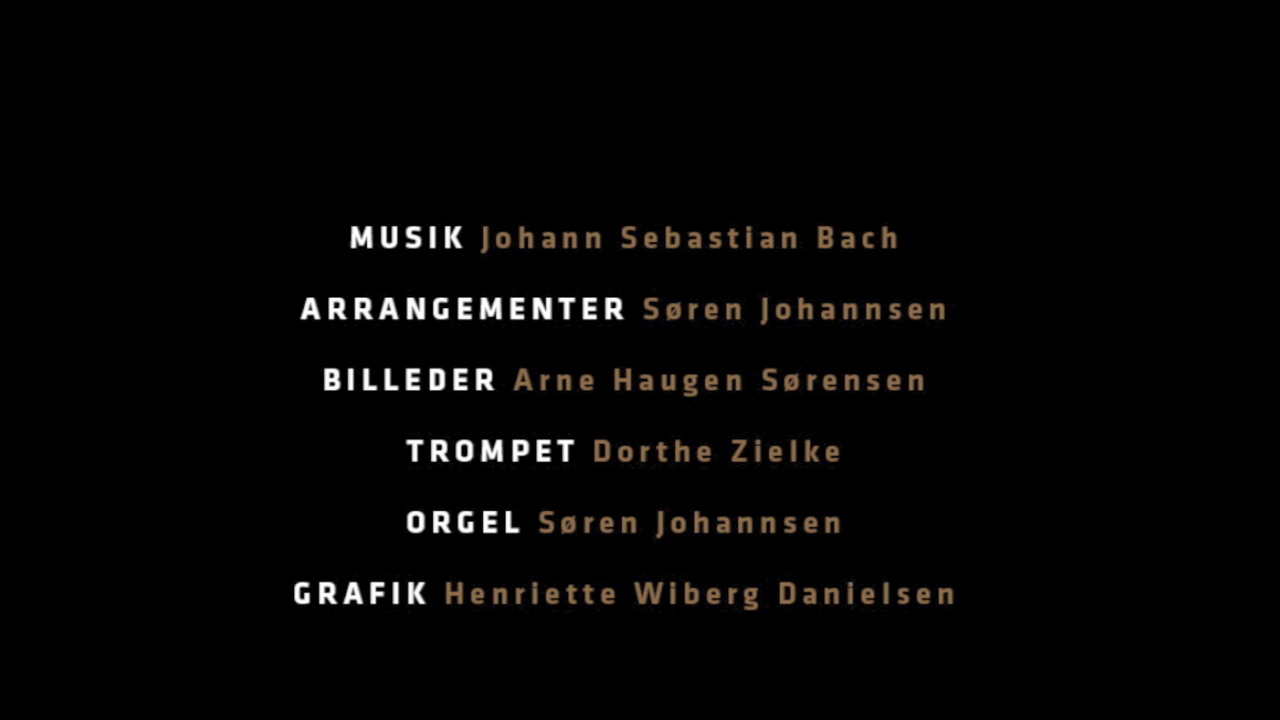 MUSIK Johann Sebastian Bach
ARRANGEMENTER Søren Johannsen
BILLEDER Arne Haugen Sørensen
TROMPET Dorthe Zielke
ORGEL Søren Johannsen
GRAFIK Henriette Wiberg Danielsen